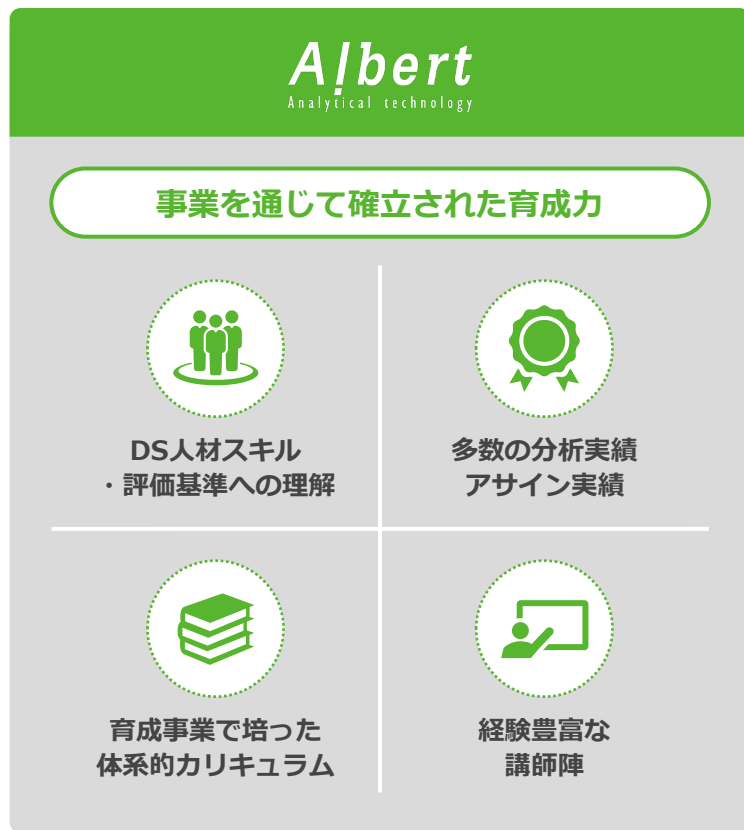 Albert
Analytical technology
事業を通じて確立された育成力
DS人材スキル
・評価基準への理解
多数の分析実績
アサイン実績
育成事業で培った
体系的カリキュラム
経験豊富な
講師陣